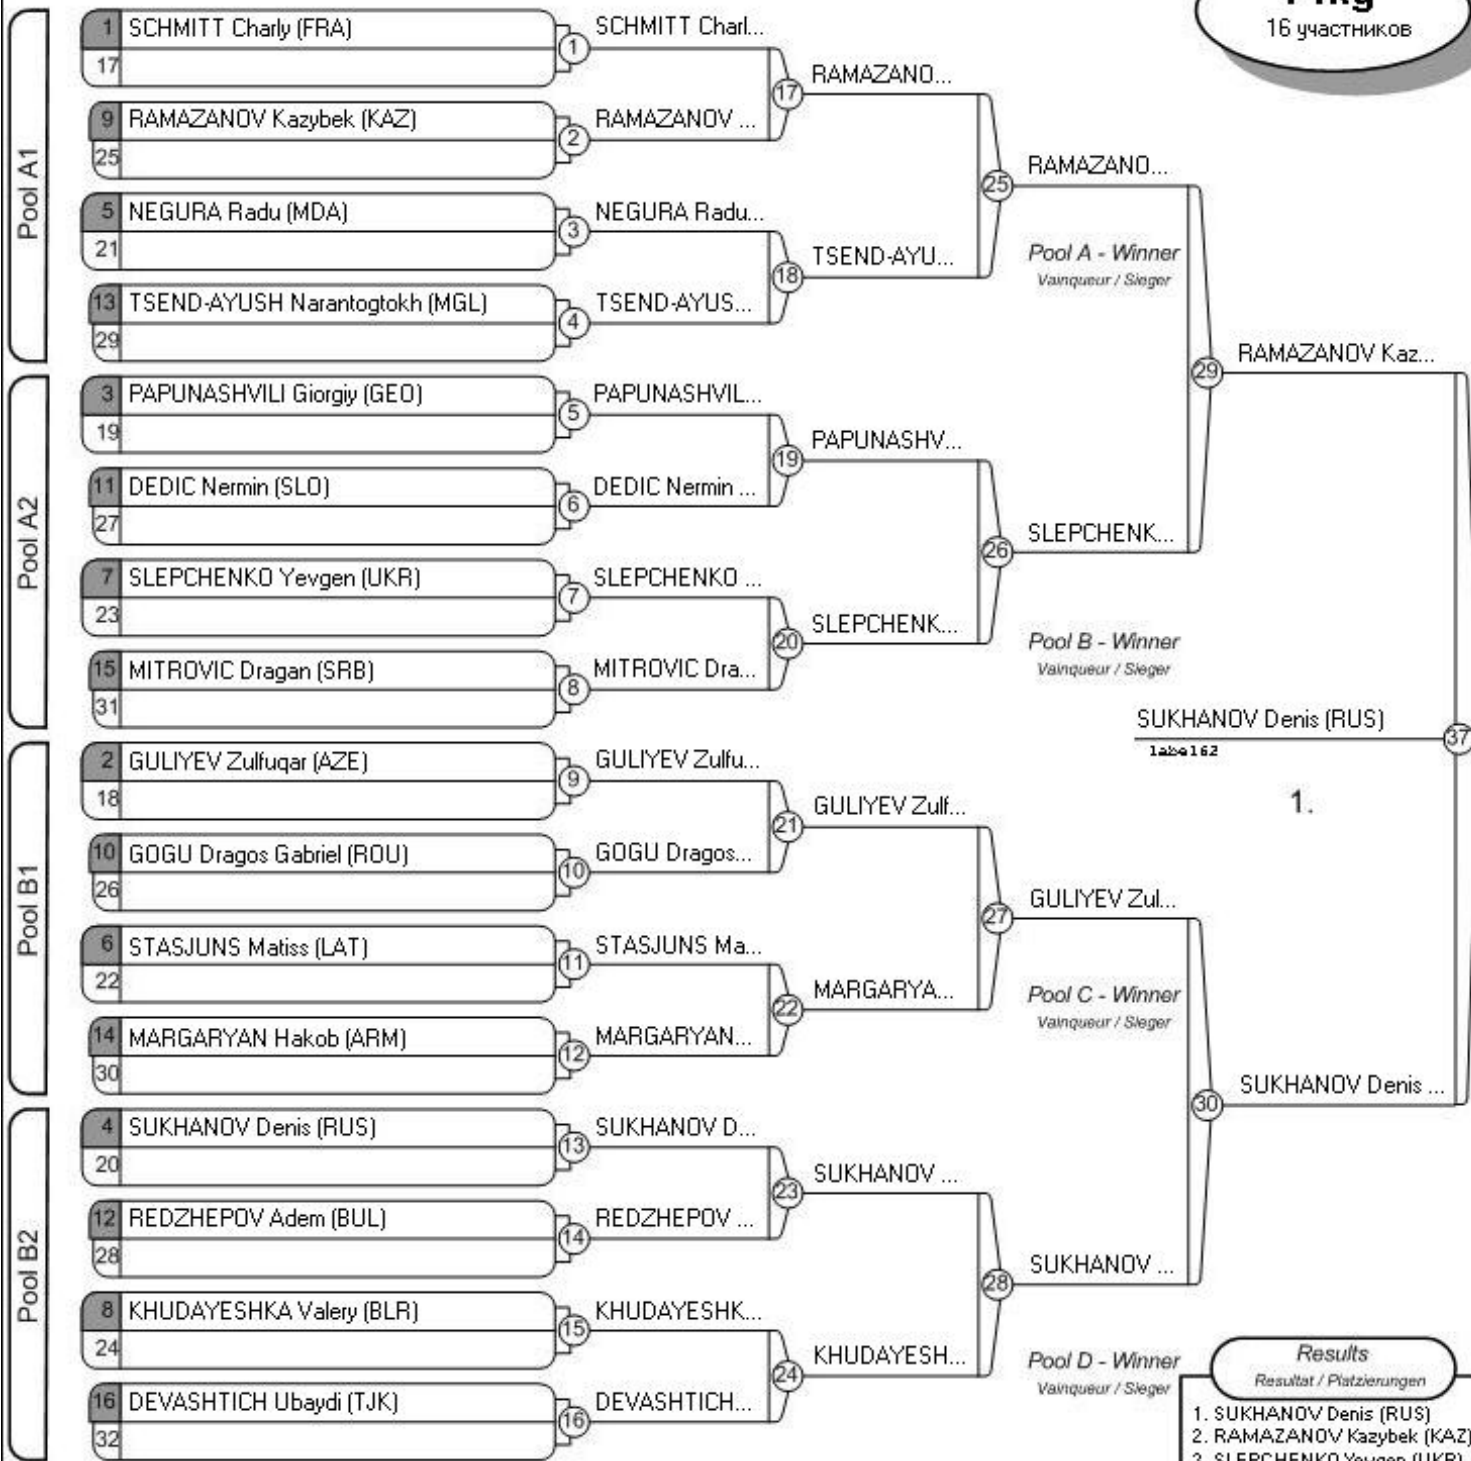 16 участников
Pool A1
1 SCHMITT Charly (FRA)
17
1
SCHMITT Charl...
9 RAMAZANOV Kazybek (KAZ)
25
2
RAMAZANOV ...
17
RAMAZANO...
5 NEGURA Radu (MDA)
21
3
NEGURA Radu...
13 TSEND-AYUSH Narantogtokh (MGL)
29
4
TSEND-AYUS...
18
TSEND-AYU...
25
RAMAZANO...
Pool A - Winner
Vainqueur / Sieger
Pool A2
3 PAPUNASHVILI Giorgiy (GEO)
19
5
PAPUNASHVIL...
11 DEDIC Nermin (SLO)
27
6
DEDIC Nermin ...
19
PAPUNASHV...
7 SLEPCHENKO Yevgen (UKR)
23
7
SLEPCHENKO ...
15 MITROVIC Dragan (SRB)
31
8
MITROVIC Dra...
20
SLEPCHENK...
26
SLEPCHENK...
Pool B - Winner
Vainqueur / Sieger
29
RAMAZANOV Kaz...
Pool B1
2 GULIYEV Zulfuqar (AZE)
18
9
GULIYEV Zulfu...
10 GOGU Dragos Gabriel (ROU)
26
10
GOGU Dragos...
21
GULIYEV Zulf...
6 STASJUNS Matiss (LAT)
22
11
STASJUNS Ma...
14 MARGARYAN Hakob (ARM)
30
12
MARGARYAN...
22
MARGARYA...
27
GULIYEV Zul...
Pool C - Winner
Vainqueur / Sieger
Pool B2
4 SUKHANOV Denis (RUS)
20
13
SUKHANOV D...
12 REDZHEPOV Adem (BUL)
28
14
REDZHEPOV ...
23
SUKHANOV ...
8 KHUDAYESHKA Valery (BLR)
24
15
KHUDAYESHK...
16 DEVASHTICH Ubaydi (TJK)
32
16
DEVASHTICH...
24
KHUDAYESH...
28
SUKHANOV ...
Pool D - Winner
Vainqueur / Sieger
30
SUKHANOV Denis ...
SUKHANOV Denis (RUS)
37
label62
1.
Results
Resultat / Platzierungen
1. SUKHANOV Denis (RUS)
2. RAMAZANOV Kazybek (KAZ)